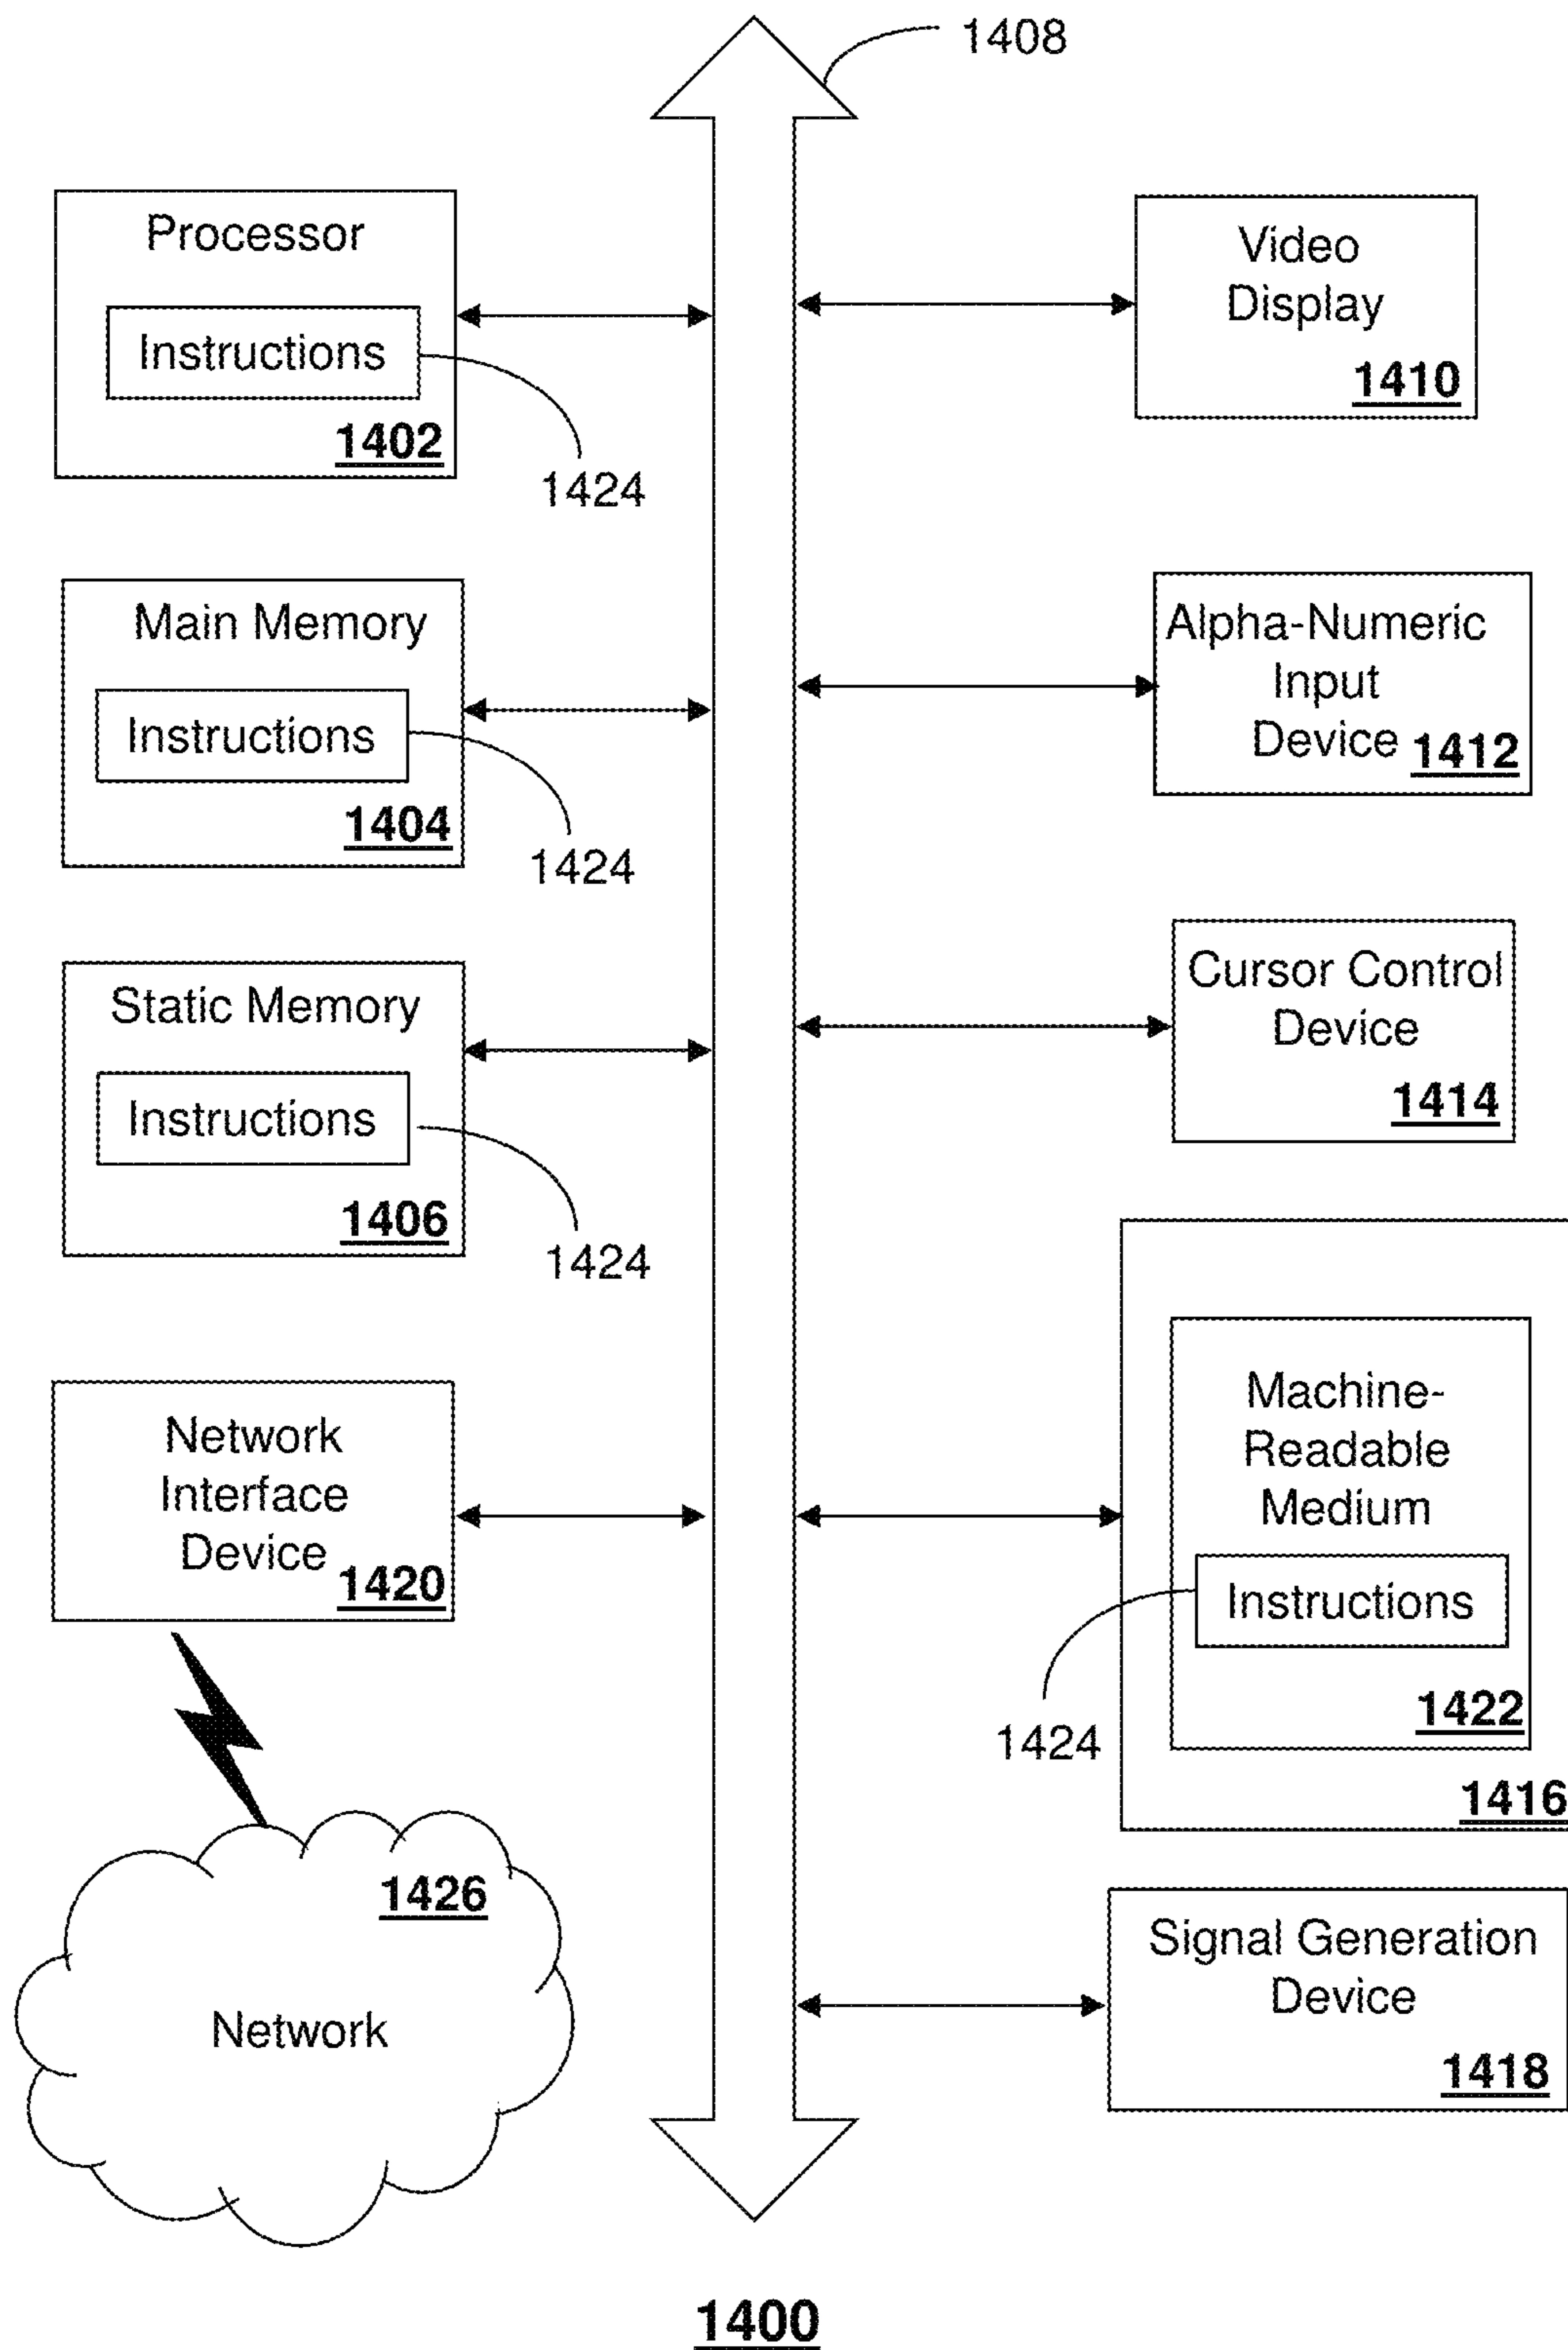 1408
Processor
Instructions
1402
1424
Main Memory
Instructions
1404
1424
Static Memory
Instructions
1406
1424
Network
Interface
Device
1420
1426
Network
Video
Display
1410
Alpha-Numeric
Input
Device 1412
Cursor Control
Device
1414
Machine-
Readable
Medium
Instructions
1424
1422
1416
Signal Generation
Device
1418
1400